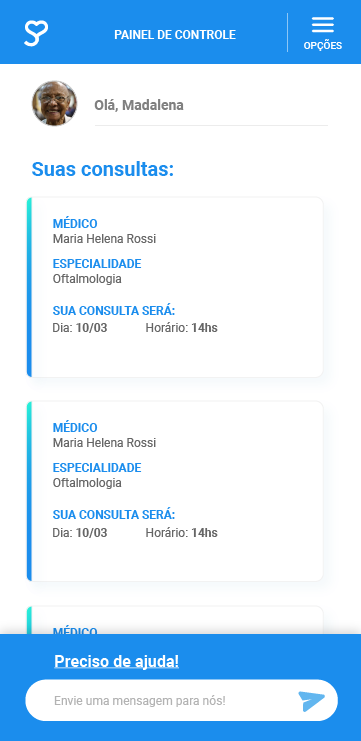 PAINEL DE CONTROLE
OPÇÕES
Olá, Madalena
Suas consultas:
MÉDICO
Maria Helena Rossi
ESPECIALIDADE
Oftalmologia
SUA CONSULTA SERÁ:
Dia: 10/03 Horário: 14hs
MÉDICO
Maria Helena Rossi
ESPECIALIDADE
Oftalmologia
SUA CONSULTA SERÁ:
Dia: 10/03 Horário: 14hs
MÉDICO
Preciso de ajuda!
Envie uma mensagem para nós!